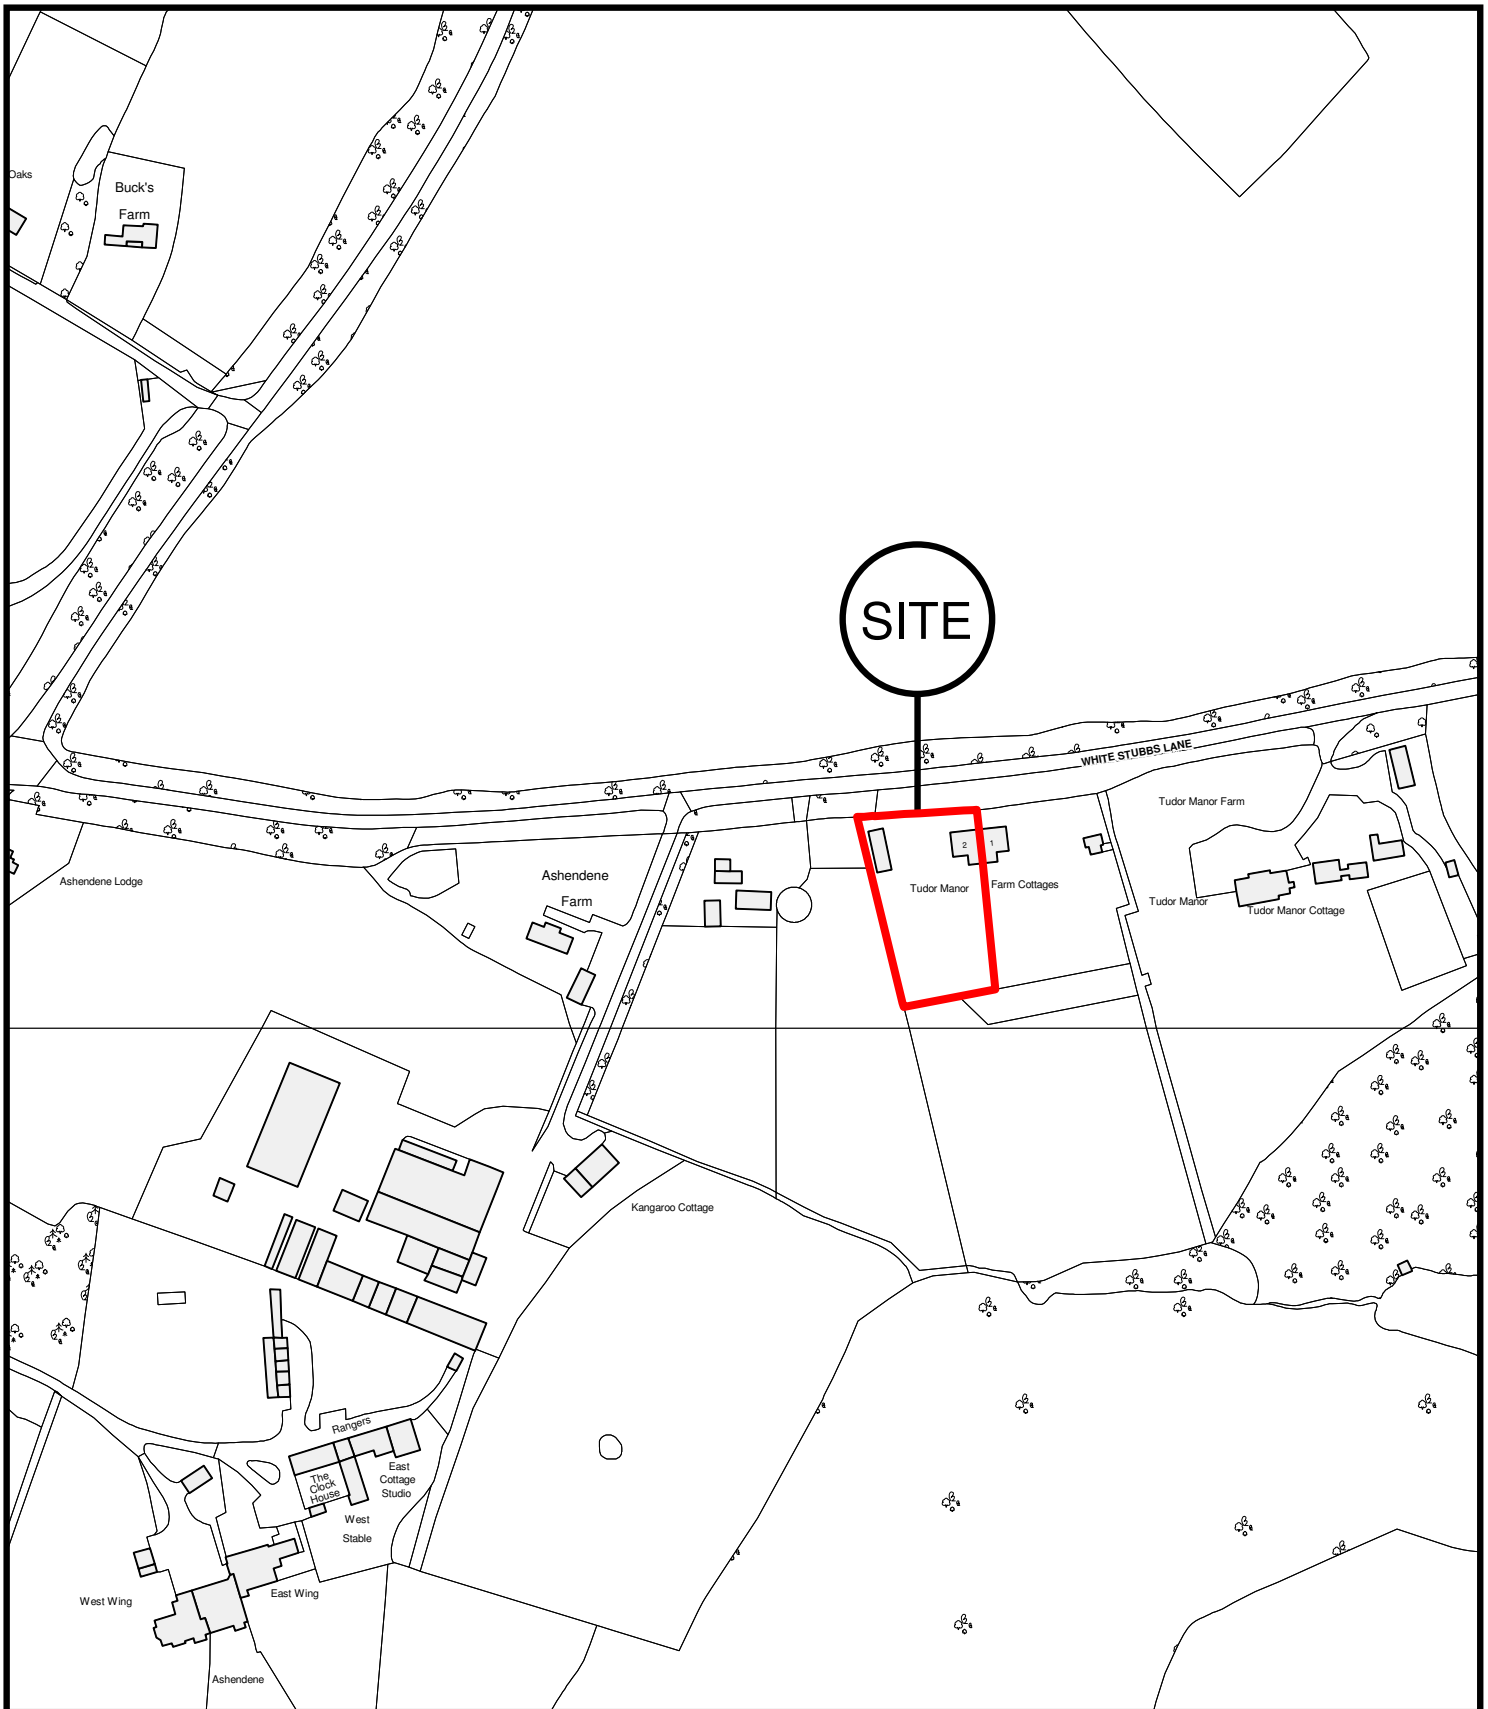 Oaks
Buck's
Farm
SITE
WHITE STUBBS LANE
Tudor Manor Farm
Ashendene Lodge
Ashendene
Farm
2
1
Tudor Manor
Farm Cottages
Tudor Manor
Tudor Manor Cottage
Kangaroo Cottage
Rangers
The
Clock
House
East
Cottage
Studio
West
Stable
East Wing
West Wing
Ashendene